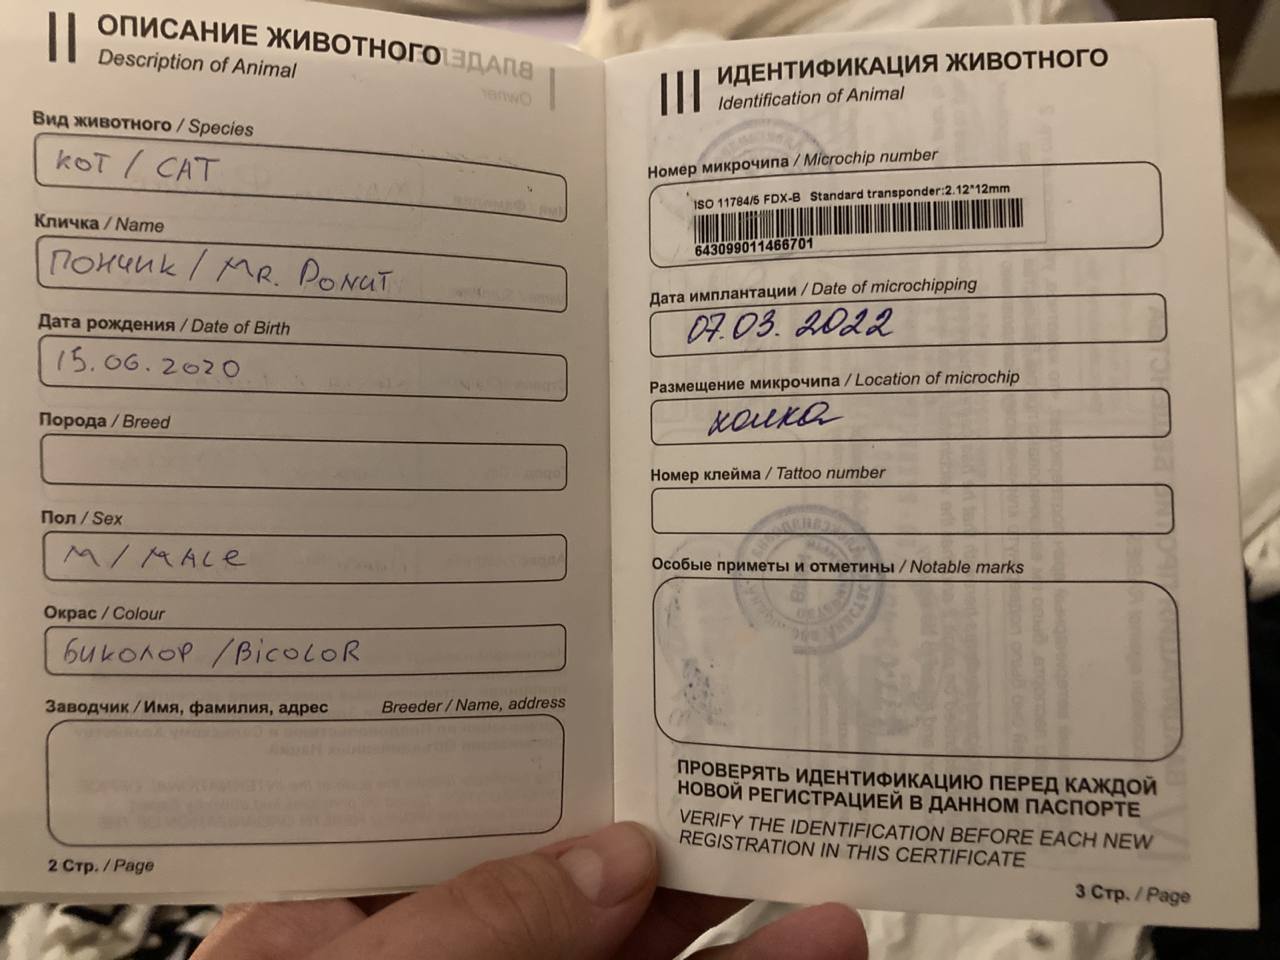 II ОПИСАНИЕ ЖИВОТНОГО
Description of Animal
Вид животного / Species
КОТ / CAT
Кличка / Name
ПОНЧИК / MR. DONUT
Дата рождения / Date of Birth
15.06.2020
Порода / Breed
Пол / Sex
М / MALE
Окрас / Colour
БИКОЛОР / BICOLOR
Заводчик / Имя, фамилия, адрес Breeder / Name, address
2 Стр. / Page
III ИДЕНТИФИКАЦИЯ ЖИВОТНОГО
Identification of Animal
Номер микрочипа / Microchip number
ISO 11784/5 FDX-B Standard transponder:2.12*12mm
643099011466701
Дата имплантации / Date of microchipping
07.03.2022
Размещение микрочипа / Location of microchip
холка
Номер клейма / Tattoo number
Особые приметы и отметины / Notable marks
ПРОВЕРЯТЬ ИДЕНТИФИКАЦИЮ ПЕРЕД КАЖДОЙ
НОВОЙ РЕГИСТРАЦИЕЙ В ДАННОМ ПАСПОРТЕ
VERIFY THE IDENTIFICATION BEFORE EACH NEW
REGISTRATION IN THIS CERTIFICATE
3 Стр. / Page